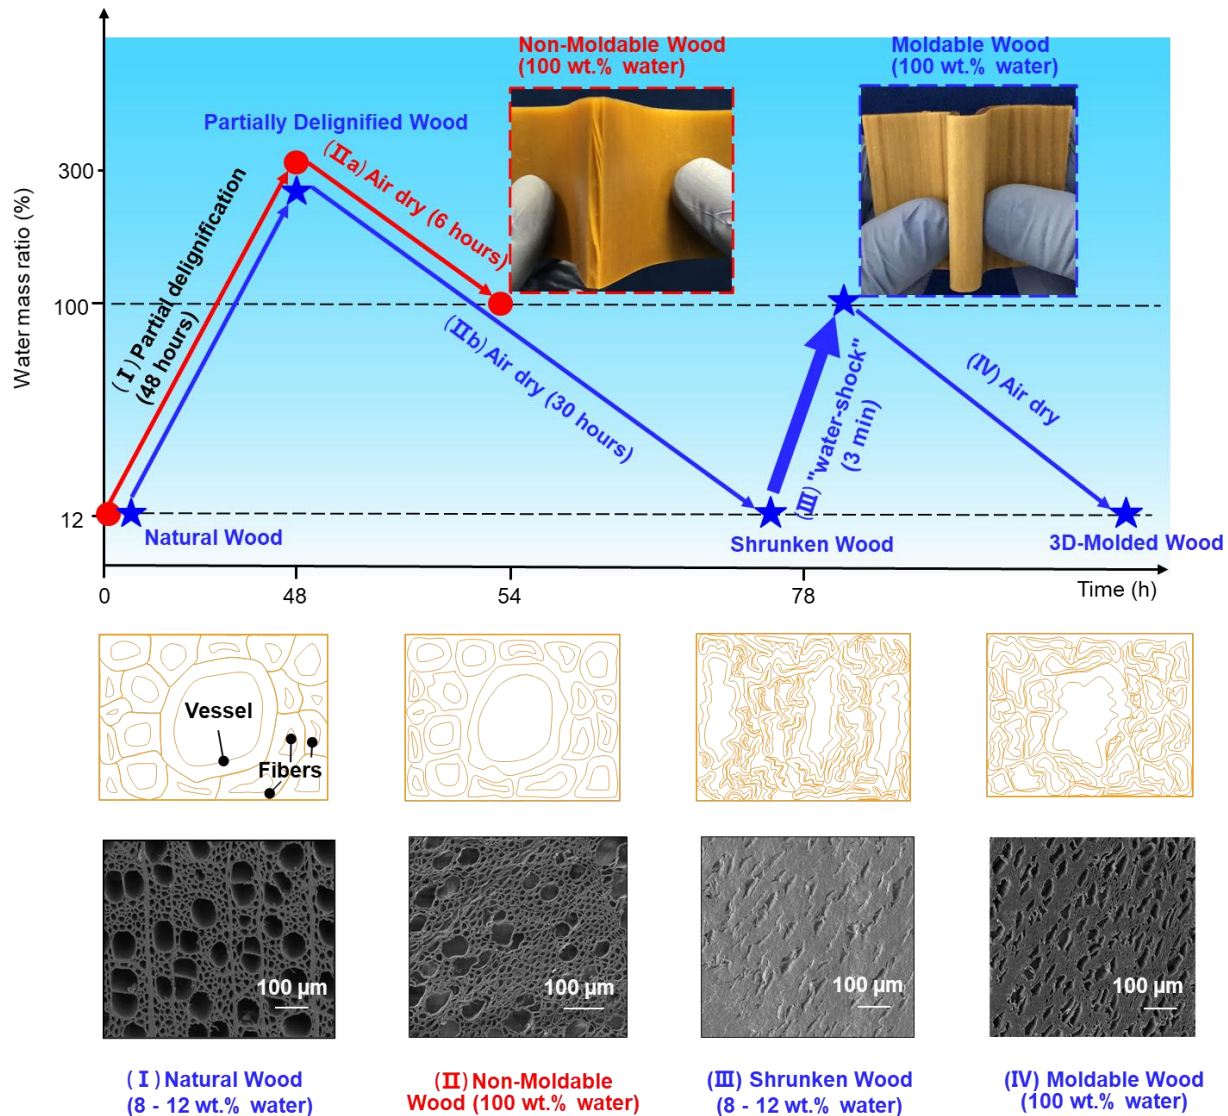 Non-Moldable Wood
(100 wt.% water)
Moldable Wood
(100 wt.% water)
Partially Delignified Wood
(Ⅱa) Air dry (6 hours)
300
(Ⅰ) Partial delignification
(48 hours)
Water mass ratio (%)
100
(Ⅱb) Air dry (30 hours)
(Ⅲ) "water-shock"
(3 min)
(Ⅳ) Air dry
12
Natural Wood
Shrunken Wood
3D-Molded Wood
0
48
54
78
Time (h)
Vessel
Fibers
100 μm
100 μm
100 μm
100 μm
(Ⅰ) Natural Wood
(8 - 12 wt.% water)
(Ⅱ) Non-Moldable
Wood (100 wt.% water)
(Ⅲ) Shrunken Wood
(8 - 12 wt.% water)
(Ⅳ) Moldable Wood
(100 wt.% water)